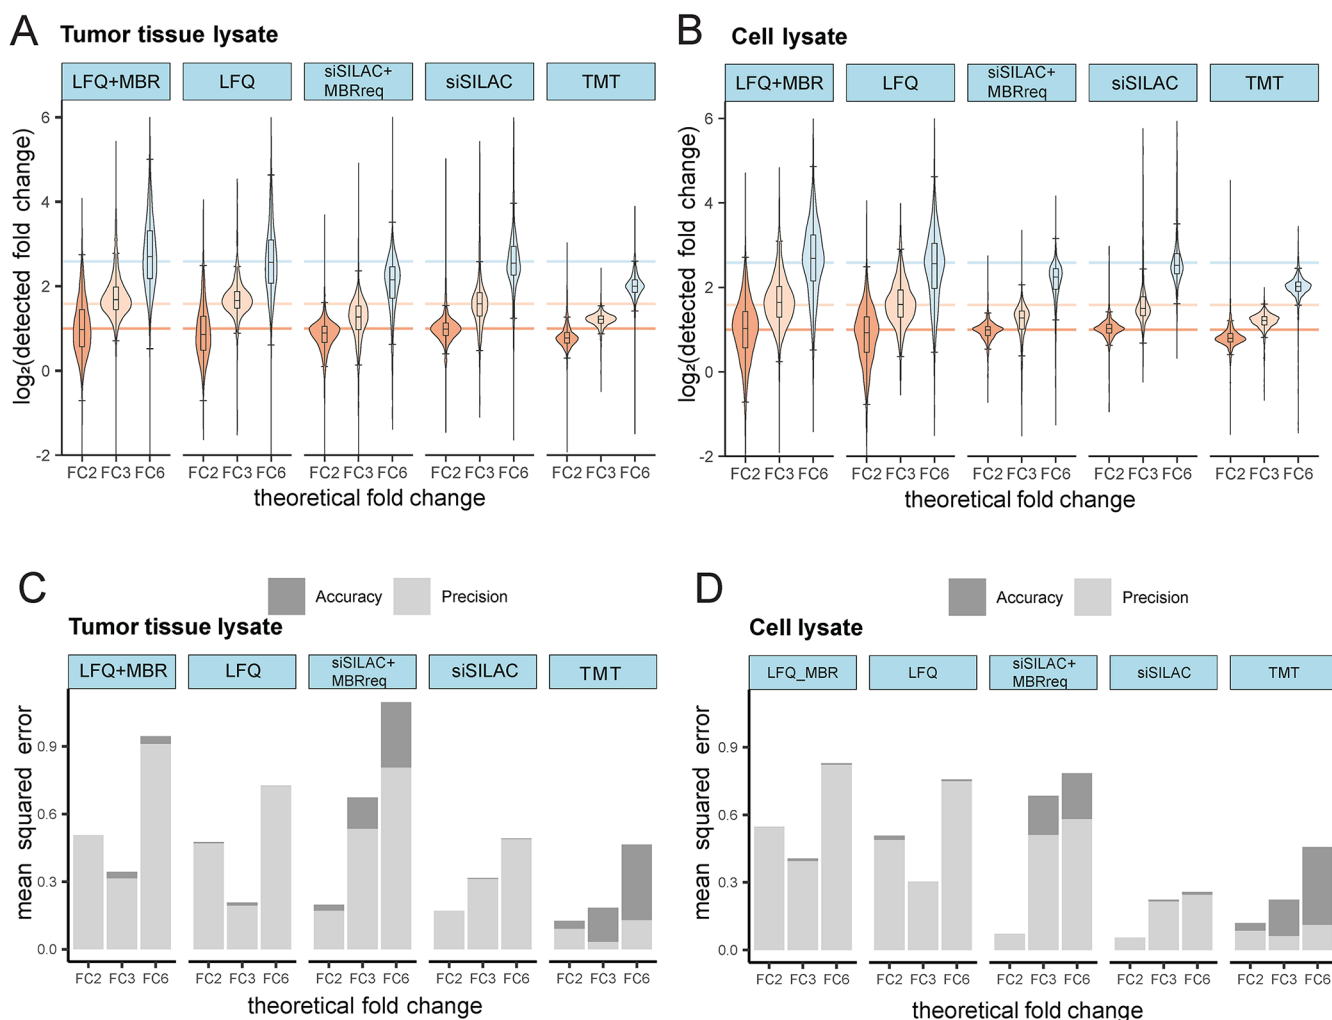 A Tumor tissue lysate
LFQ+MBR LFQ siSILAC+ MBRreq siSILAC TMT
log₂(detected fold change)
6
4
2
0
-2
FC2 FC3 FC6 FC2 FC3 FC6 FC2 FC3 FC6 FC2 FC3 FC6 FC2 FC3 FC6
theoretical fold change
B Cell lysate
LFQ+MBR LFQ siSILAC+ MBRreq siSILAC TMT
log₂(detected fold change)
6
4
2
0
-2
FC2 FC3 FC6 FC2 FC3 FC6 FC2 FC3 FC6 FC2 FC3 FC6 FC2 FC3 FC6
theoretical fold change
C
Accuracy Precision
Tumor tissue lysate
LFQ+MBR LFQ siSILAC+ MBRreq siSILAC TMT
mean squared error
0.9
0.6
0.3
0.0
FC2 FC3 FC6 FC2 FC3 FC6 FC2 FC3 FC6 FC2 FC3 FC6 FC2 FC3 FC6
theoretical fold change
D
Accuracy Precision
Cell lysate
LFQ_MBR LFQ siSILAC+ MBRreq siSILAC TMT
mean squared error
0.9
0.6
0.3
0.0
FC2 FC3 FC6 FC2 FC3 FC6 FC2 FC3 FC6 FC2 FC3 FC6 FC2 FC3 FC6
theoretical fold change